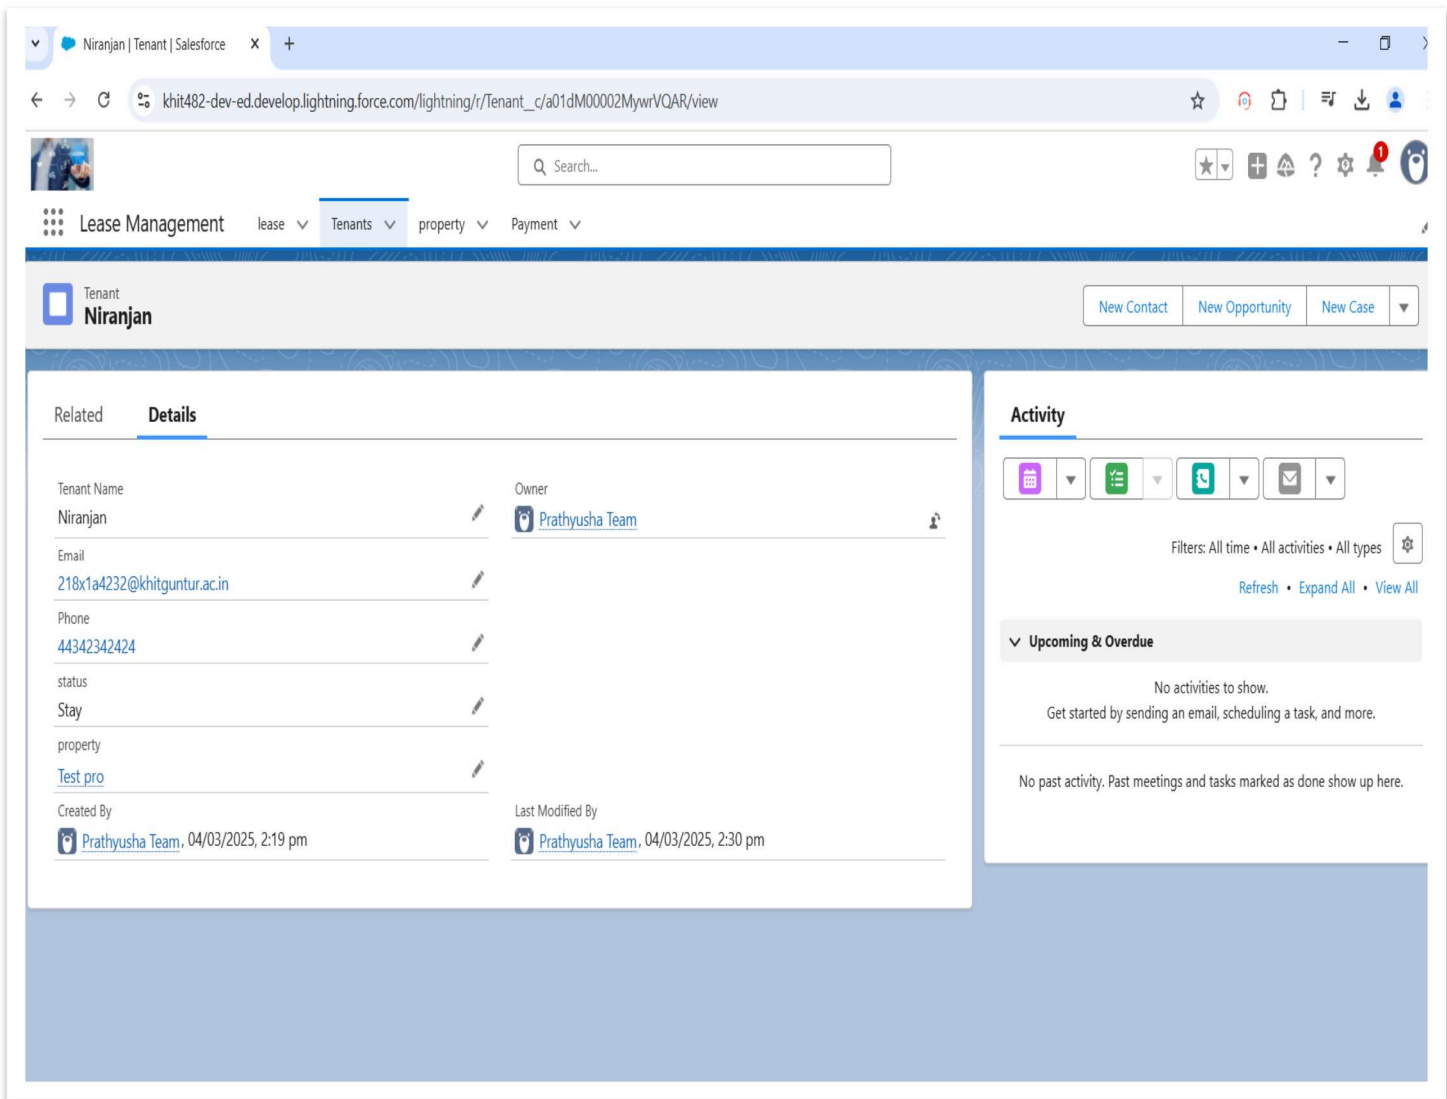 Niranjan | Tenant | Salesforce
khit482-dev-ed.develop.lightning.force.com/lightning/r/Tenant__c/a01dM00002MywrVQAR/view
Search...
1
Lease Management lease Tenants property Payment
Tenant
Niranjan
New Contact New Opportunity New Case
Related Details
Tenant Name
Niranjan
Owner
Prathyusha Team
Email
218x1a4232@khitguntur.ac.in
Phone
44342342424
status
Stay
property
Test pro
Created By
Prathyusha Team, 04/03/2025, 2:19 pm
Last Modified By
Prathyusha Team, 04/03/2025, 2:30 pm
Activity
Filters: All time • All activities • All types
Refresh • Expand All • View All
Upcoming & Overdue
No activities to show.
Get started by sending an email, scheduling a task, and more.
No past activity. Past meetings and tasks marked as done show up here.